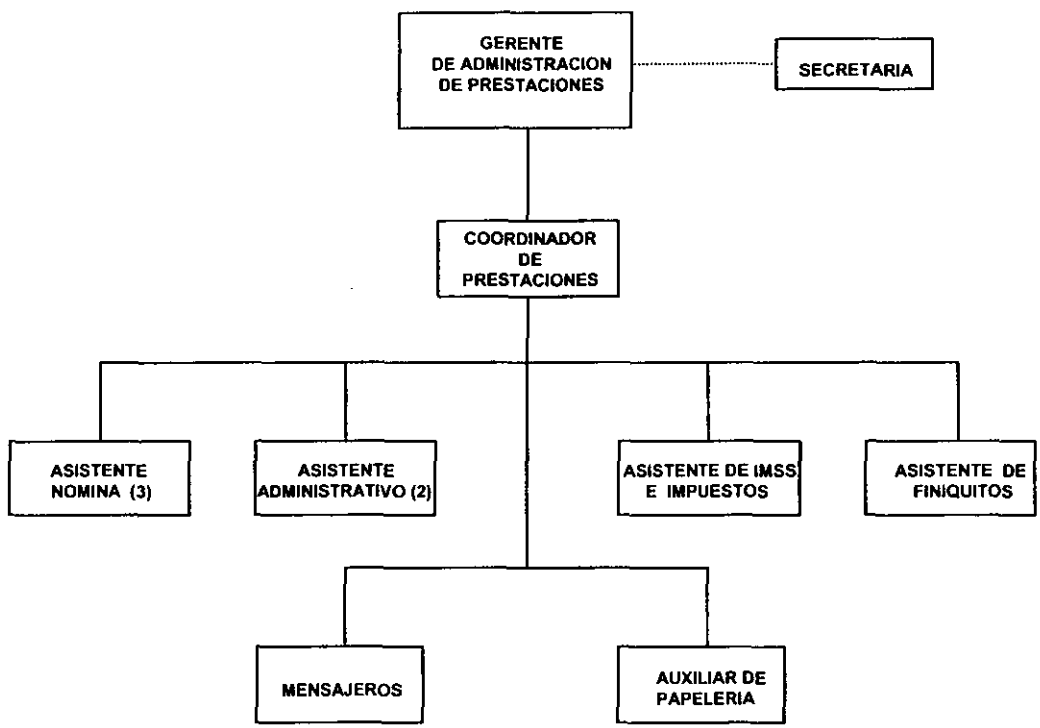 GERENTE
DE ADMINISTRACION
DE PRESTACIONES
SECRETARIA
COORDINADOR
DE
PRESTACIONES
ASISTENTE
NOMINA (3)
ASISTENTE
ADMINISTRATIVO (2)
ASISTENTE DE IMSS
E IMPUESTOS
ASISTENTE DE
FINIQUITOS
MENSAJEROS
AUXILIAR DE
PAPELERIA